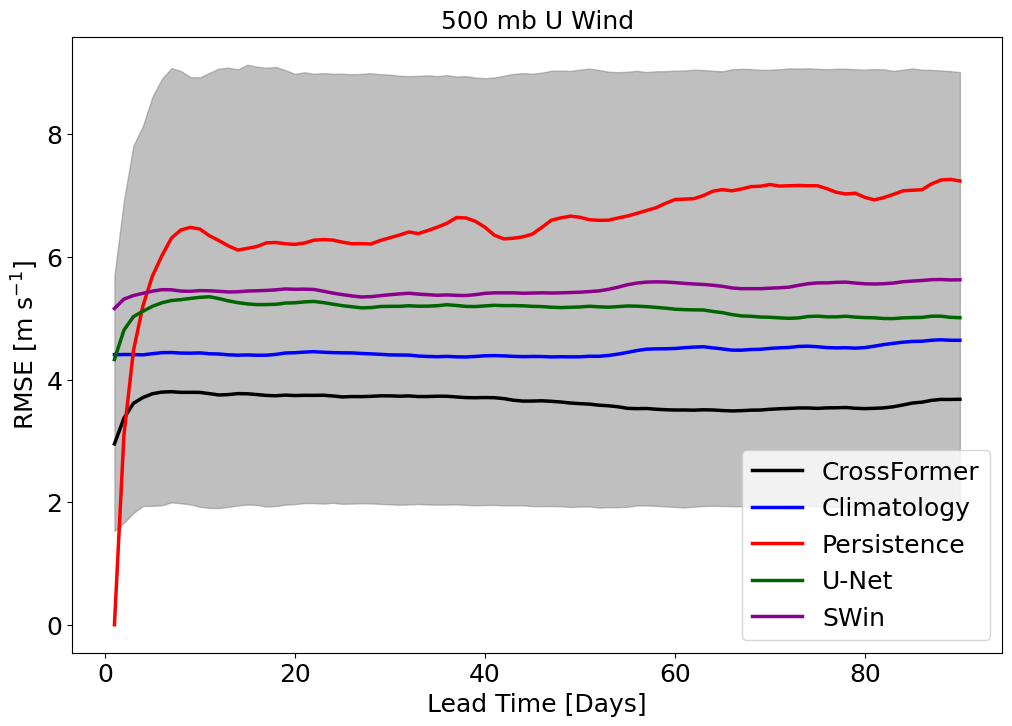 500 mb U Wind
RMSE [m s⁻¹]
8
6
4
2
0
0 20 40 60 80
Lead Time [Days]
CrossFormer
Climatology
Persistence
U-Net
SWin